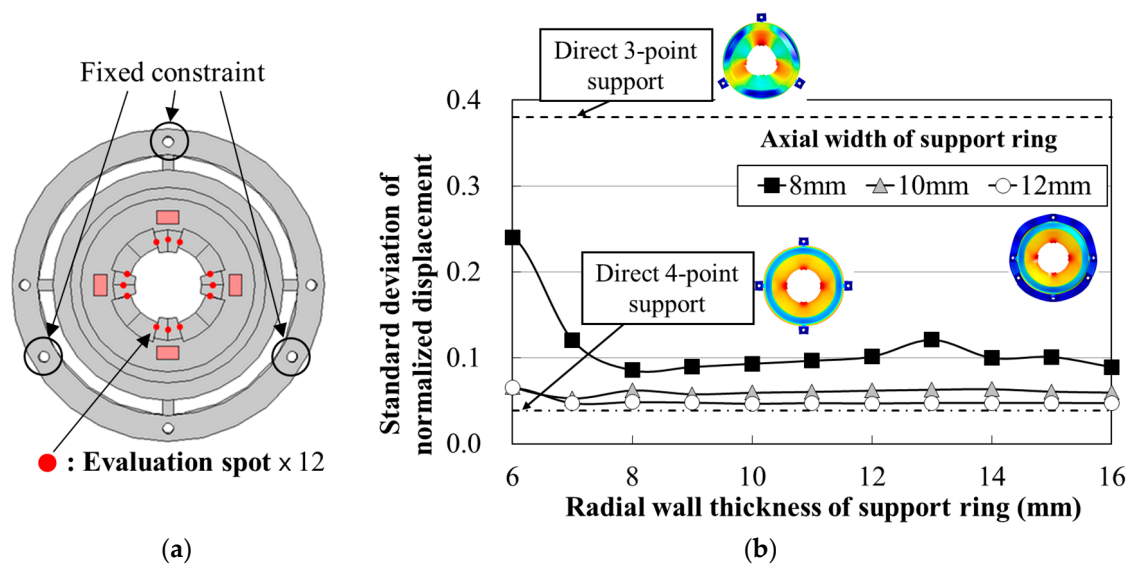 Fixed constraint
● : Evaluation spot × 12
(a)
Direct 3-point
support
Standard deviation of
normalized displacement
0.4
0.3
0.2
0.1
0.0
Axial width of support ring
8mm 10mm 12mm
Direct 4-point
support
6 8 10 12 14 16
Radial wall thickness of support ring (mm)
(b)